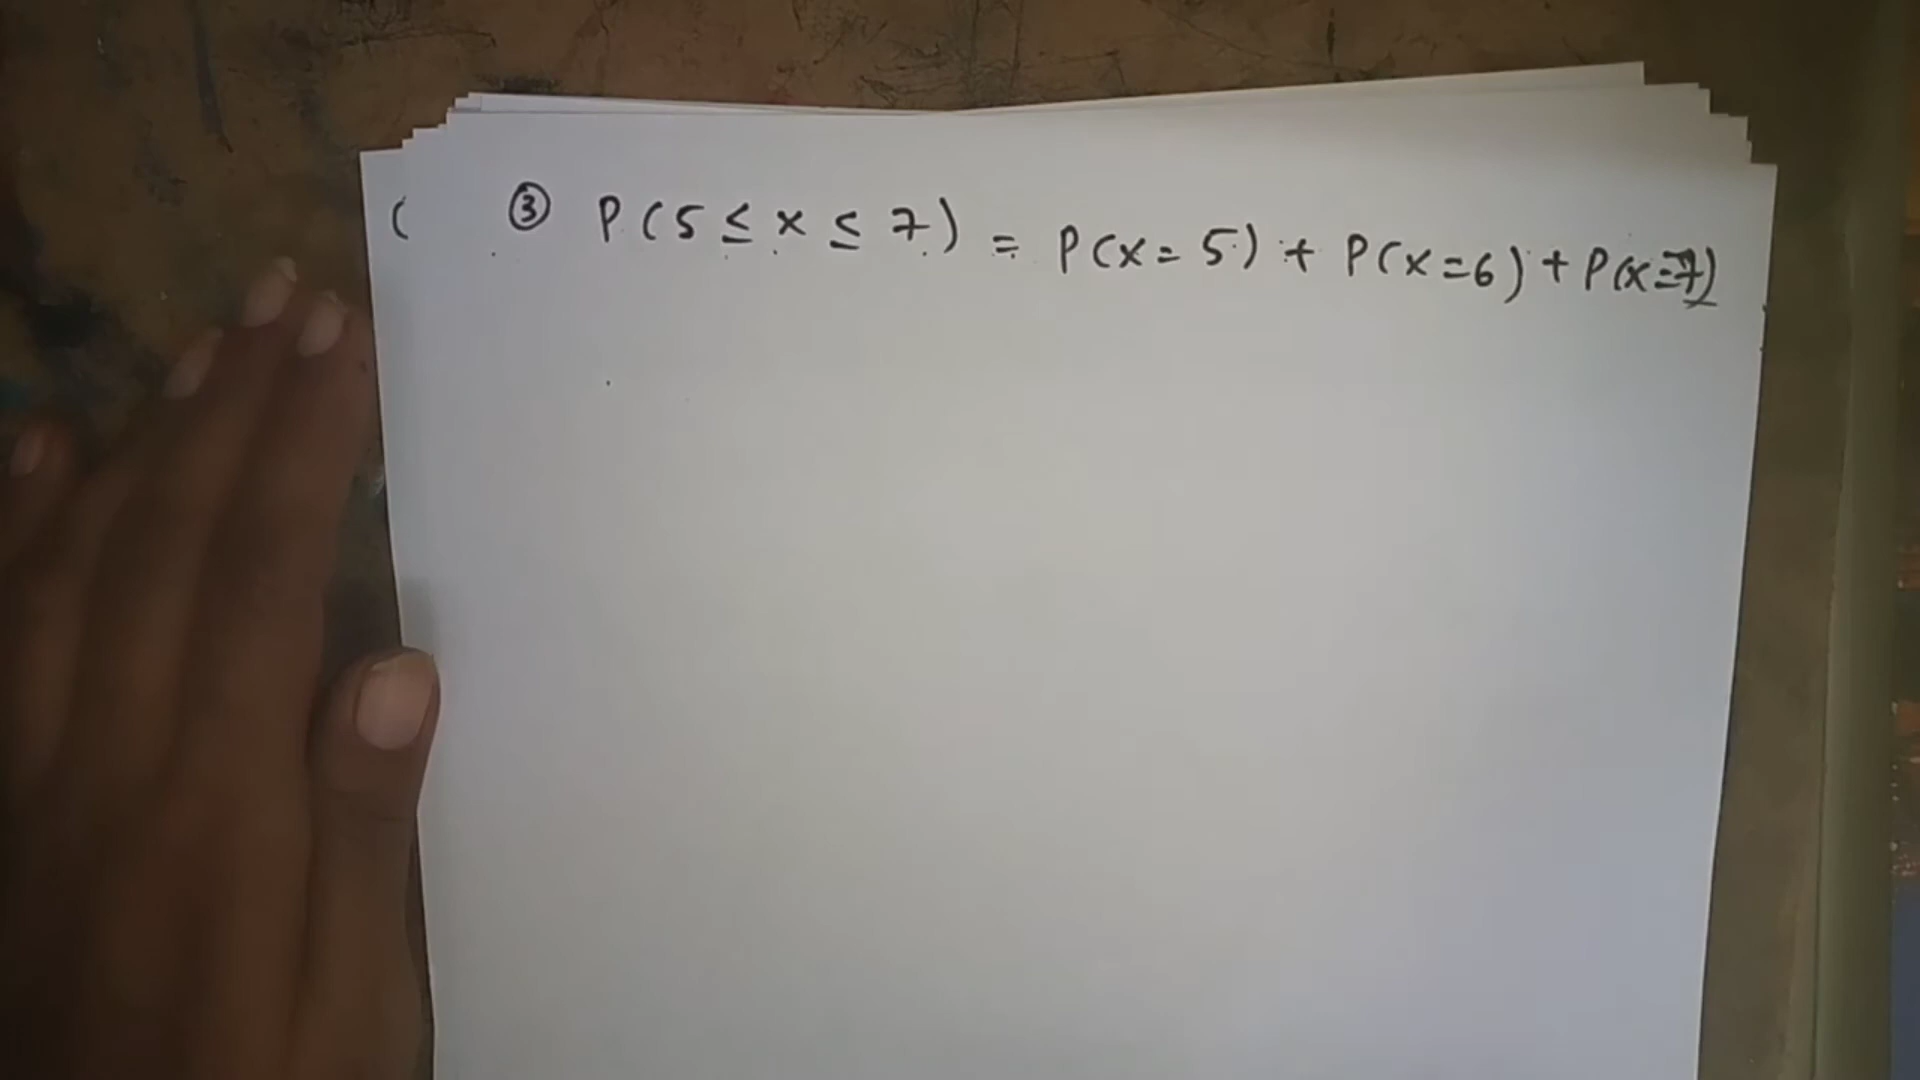 ( ③ P(5 ≤ x ≤ 7) = P(x = 5) + P(x = 6) + P(x = 7)